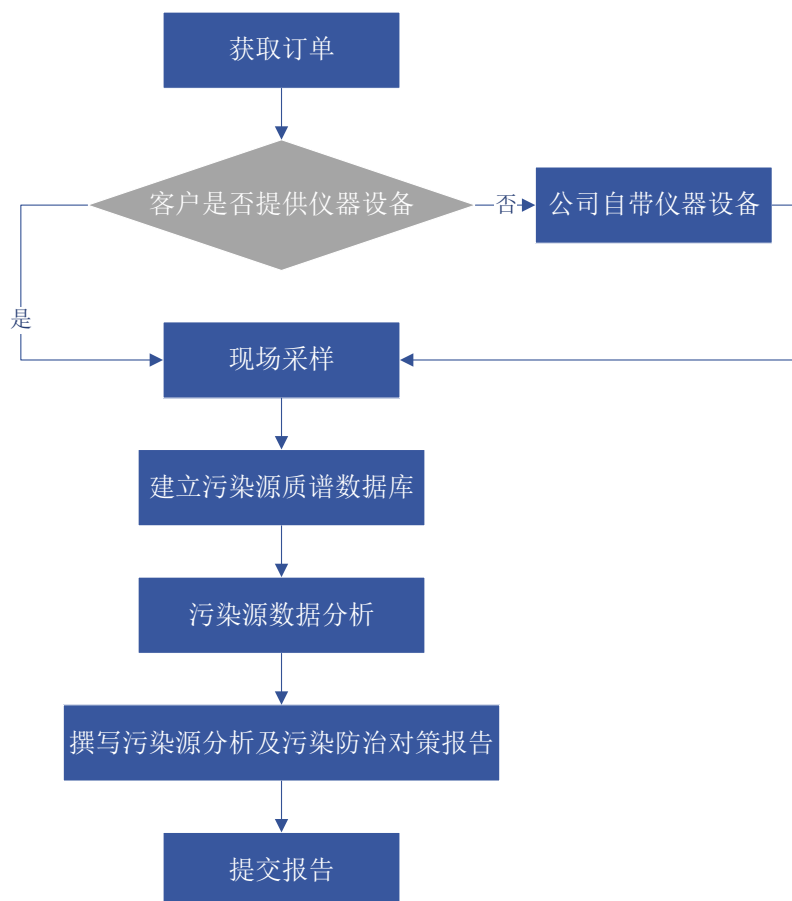 获取订单
客户是否提供仪器设备
否
公司自带仪器设备
是
现场采样
建立污染源质谱数据库
污染源数据分析
撰写污染源分析及污染防治对策报告
提交报告